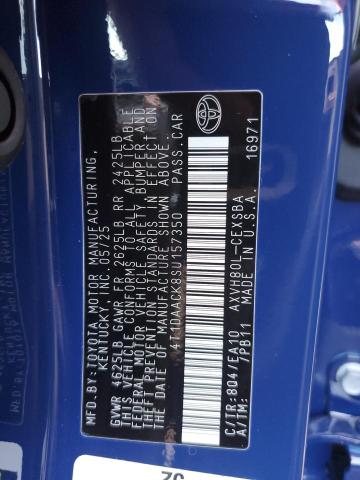 MFD.BY:TOYOTA MOTOR MANUFACTURING,
KENTUCKY, INC. 05/25
GVWR 4625LB GAWR FR 2625LB RR 2425LB
THIS VEHICLE CONFORMS TO ALL APPLICABLE
FEDERAL MOTOR VEHICLE SAFETY, BUMPER,AND
THEFT PREVENTION STANDARDS IN EFFECT ON
THE DATE OF MANUFACTURE SHOWN ABOVE.
4T1DAACK8SU157350 PASS.CAR
C/TR:8Q4/EA10 AXVH80L-CEXSBA
A/TM: 7PB11 MADE IN U.S.A. 16971